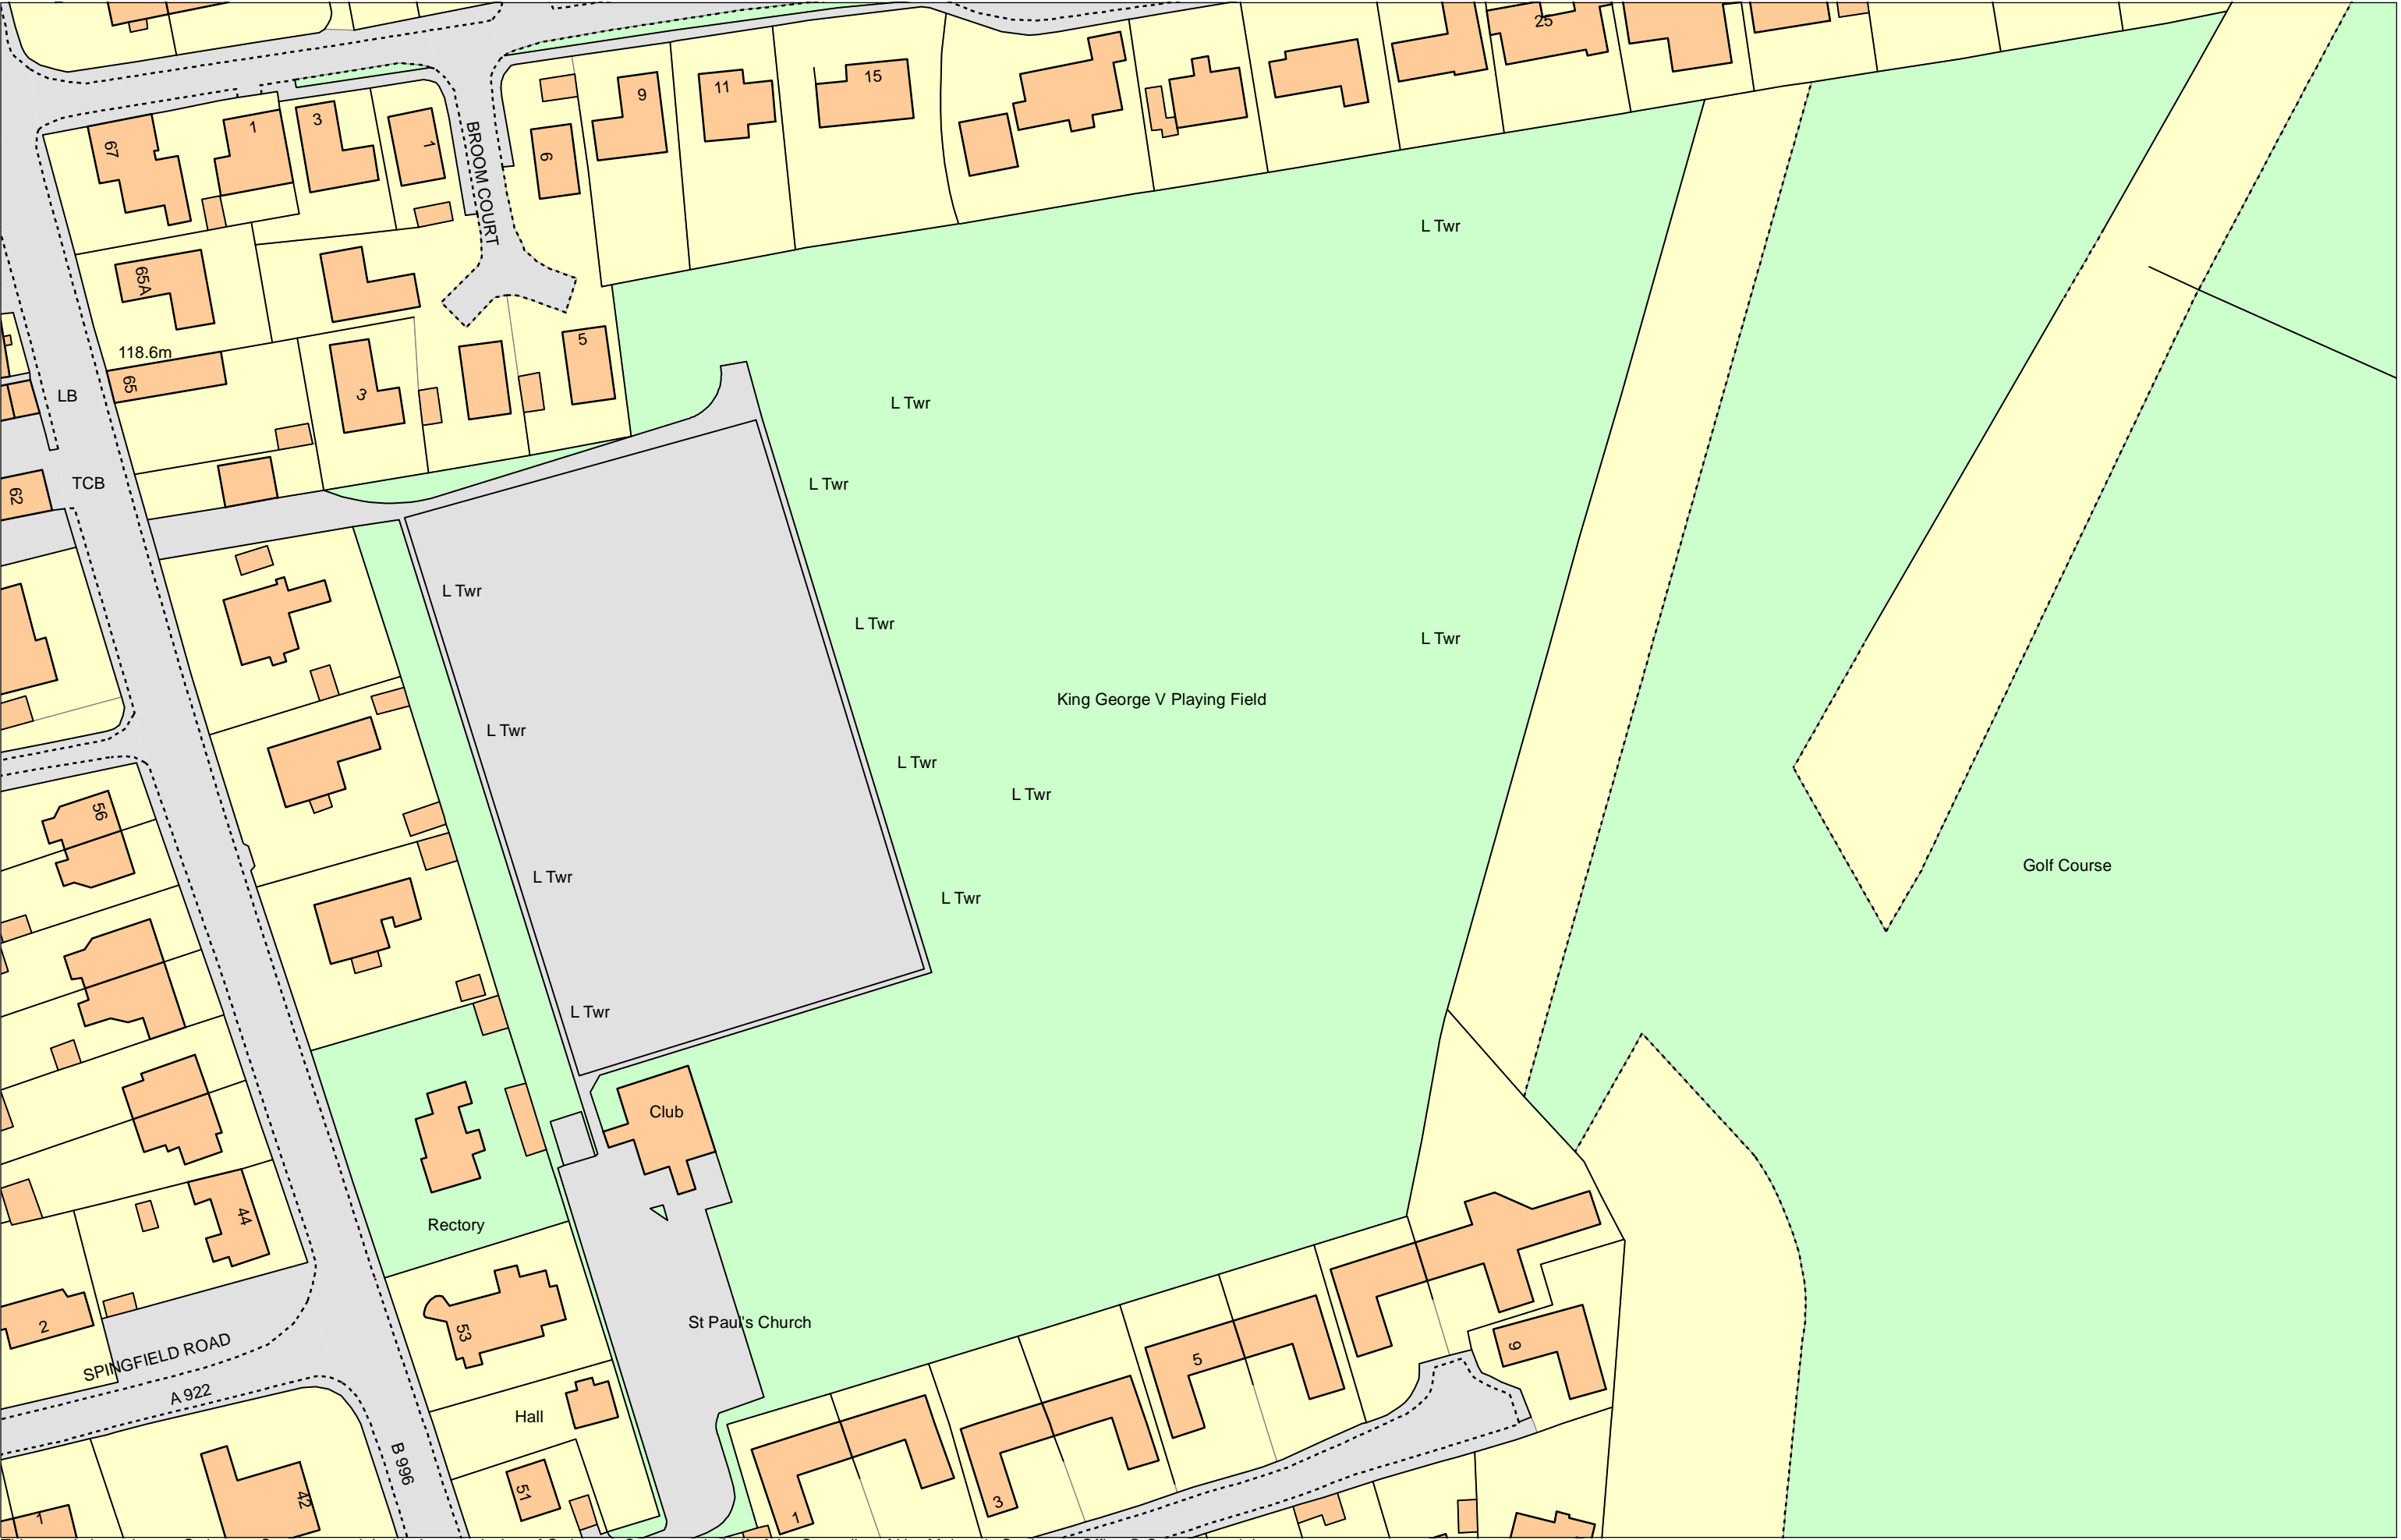 25
9
11
15
67
1
3
1
6
BROOM COURT
L Twr
65A
118.6m
65
5
3
LB
L Twr
TCB
L Twr
62
L Twr
L Twr
L Twr
King George V Playing Field
L Twr
L Twr
L Twr
56
Golf Course
L Twr
L Twr
L Twr
Club
44
Rectory
2
53
St Paul's Church
SPINGFIELD ROAD
A 922
5
9
Hall
B 996
51
42
1
3
1